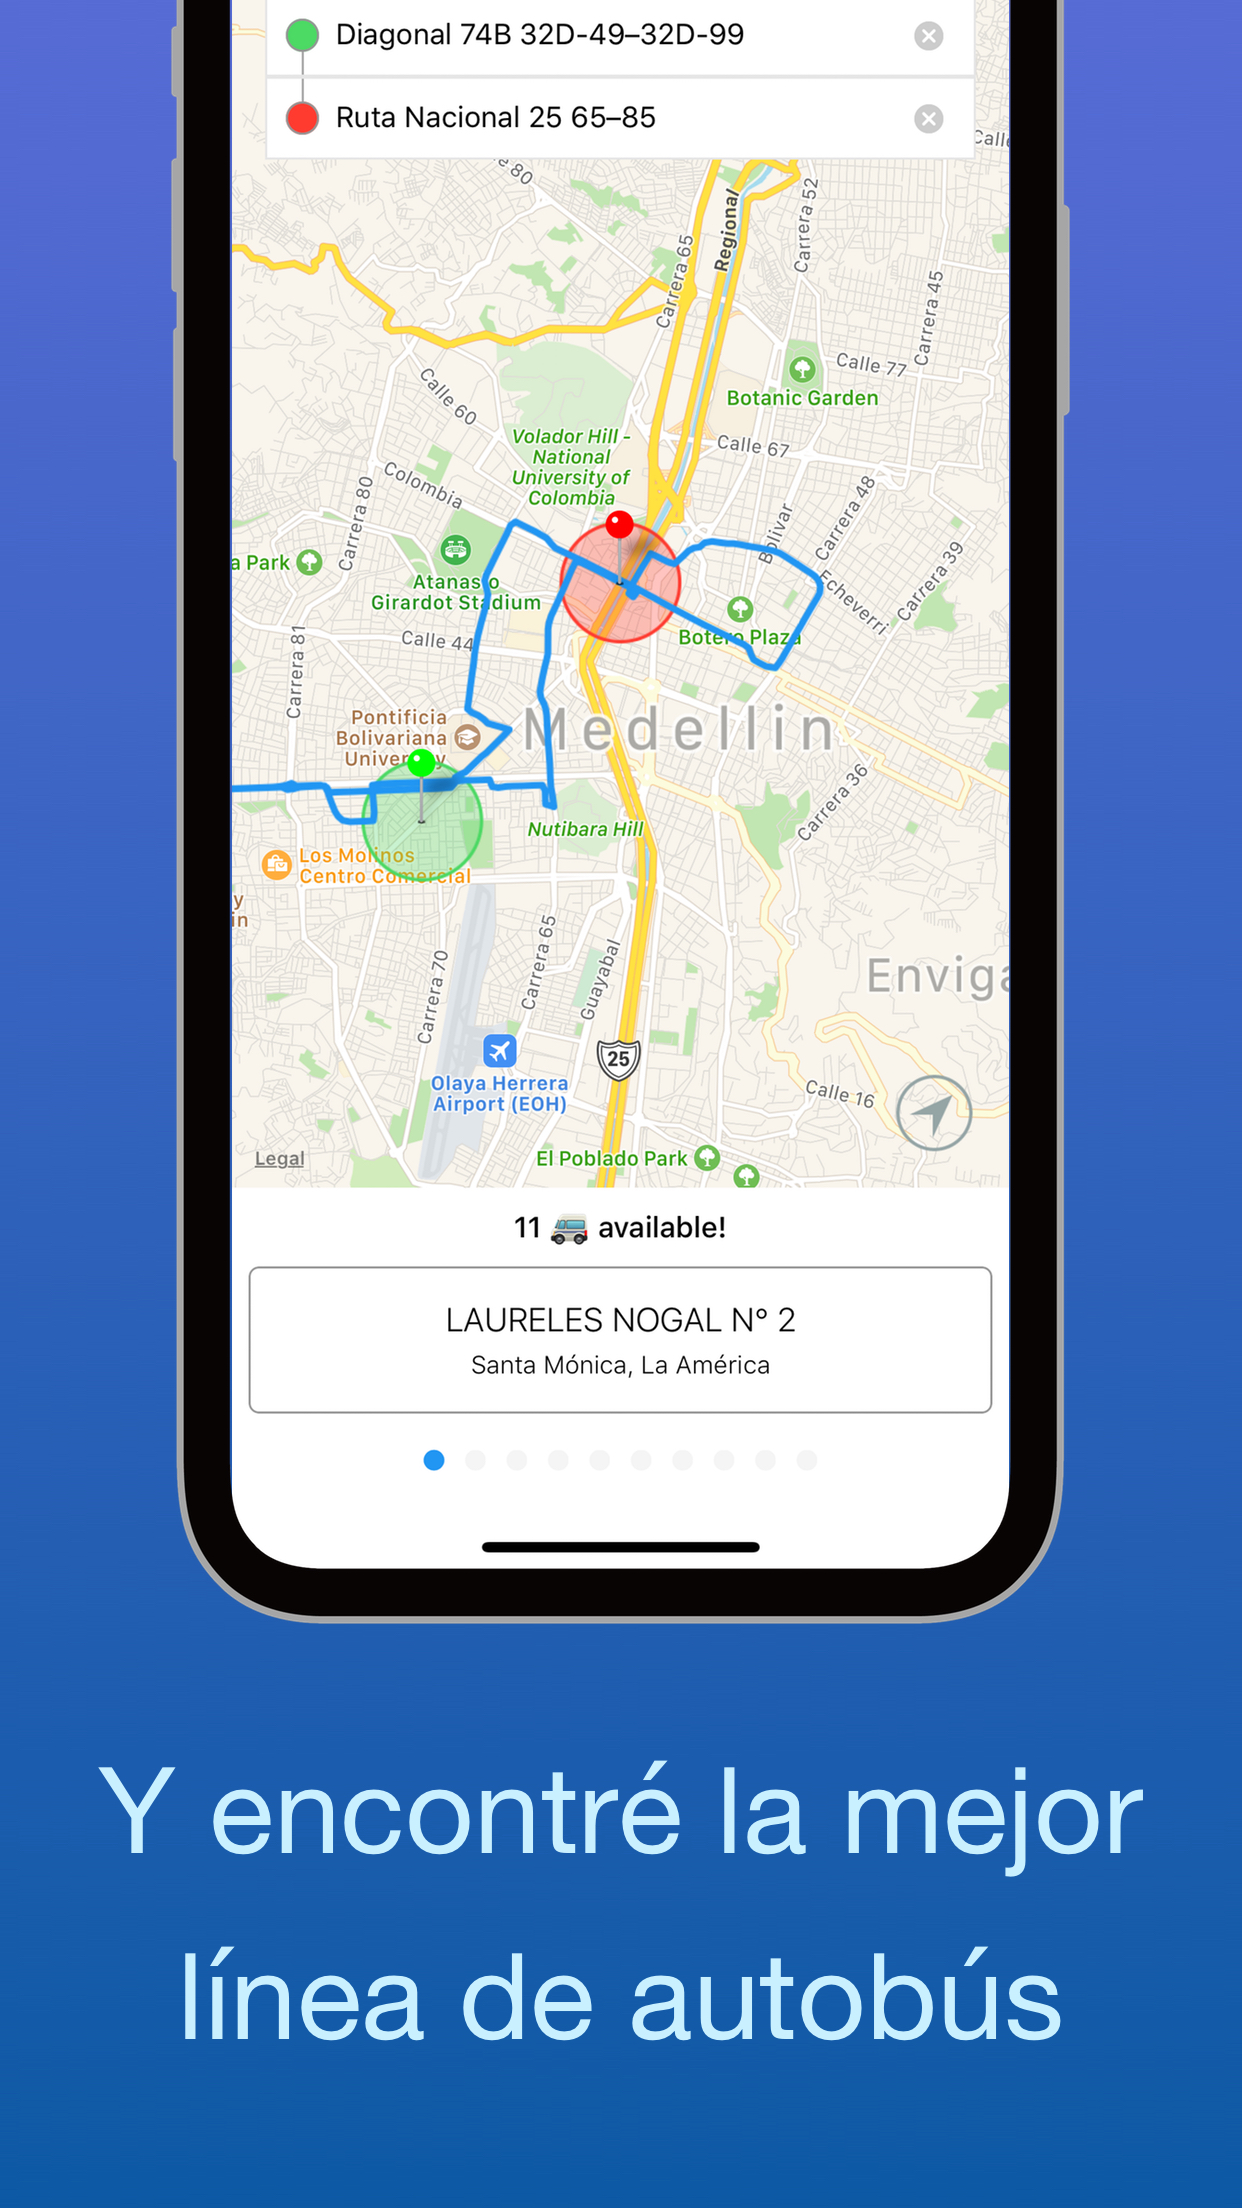 Diagonal 74B 32D-49–32D-99
Ruta Nacional 25 65–85
80
Regional
Carrera 65
Carrera 52
Carrera 45
Calle 77
Botanic Garden
Calle 60
Volador Hill -
National
University of
Colombia
Calle 67
Colombia
Carrera 80
Carrera 48
Bolivar
Carrera 39
Echeverri
a Park
Atanasio
Girardot Stadium
Botero Plaza
Calle 44
Carrera 81
Pontificia
Bolivariana
University
Medellin
Carrera 36
Nutibara Hill
Los Molinos
Centro Comercial
y
in
Carrera 65
Carrera 70
Guayabal
Enviga
25
Olaya Herrera
Airport (EOH)
Calle 16
El Poblado Park
Legal
11 available!
LAURELES NOGAL N° 2
Santa Mónica, La América
Y encontré la mejor
línea de autobús